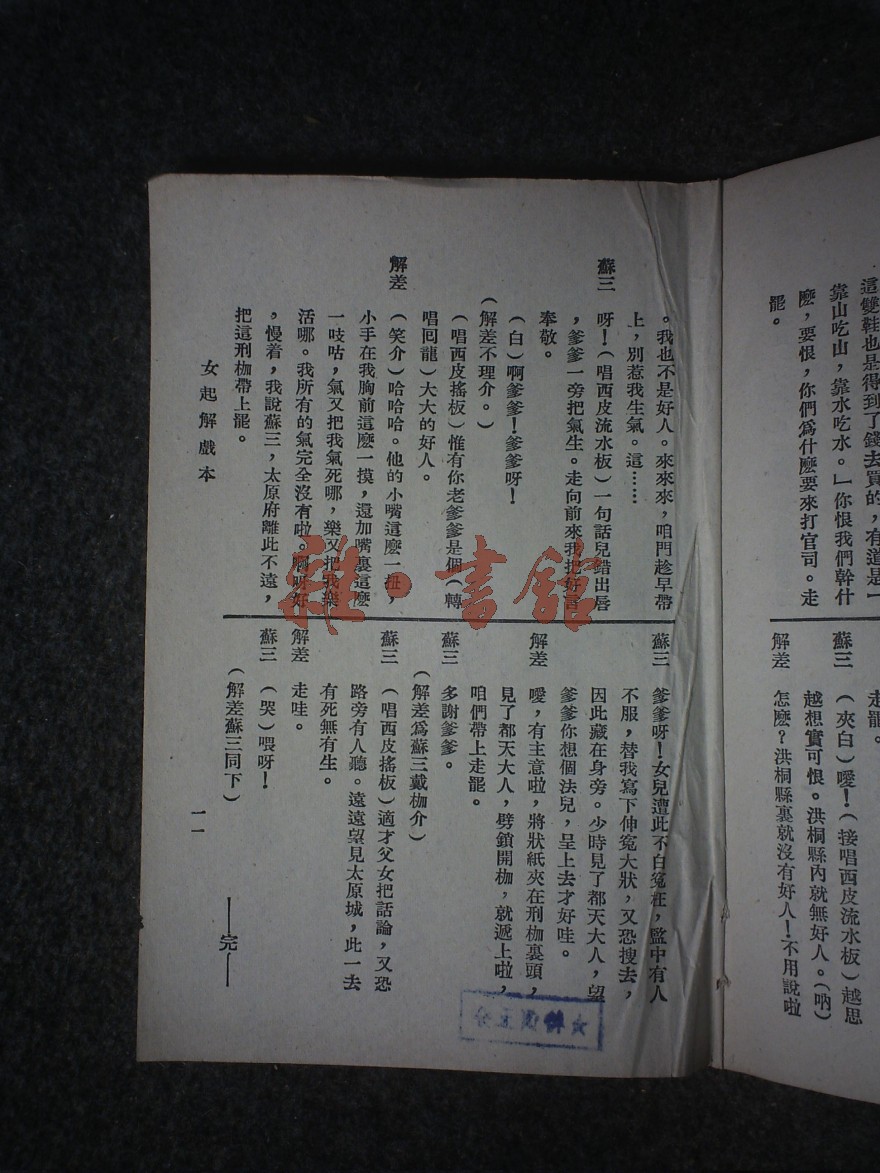 這雙鞋也是得到了錢去買的，有道是一
靠山吃山，靠水吃水。」你恨我們幹什
麽，要恨，你們爲什麽要來打官司。走
罷。
走罷。
蘇三　（夾白）噯！（接唱西皮流水板）越思
越想實可恨。洪桐縣內就無好人。（吶）
解差　怎麽？洪桐縣裏就沒有好人！不用說啦
。我也不是好人。來來來，咱門趁早帶
上，別惹我生氣。這……
蘇三　呀！（唱西皮流水板）一句話兒錯出唇
，爹爹一旁把氣生。走向前來我把好言
奉敬。
（解差不理介。）
（白）啊爹爹！爹爹呀！
（唱西皮搖板）惟有你老爹爹是個（轉
唱囘龍）大大的好人。
解差　（笑介）哈哈哈。他的小嘴這麽一扭，
小手在我胸前這麽一摸，還加嘴裏這麽
一吱咕，氣又把我氣死哪，樂又把我樂
活哪。我所有的氣完全沒有啦。啊呀好
，慢着，我說蘇三，太原府離此不遠，
把這刑枷帶上罷。
蘇三　爹爹呀！女兒遭此不白冤枉，監中有人
不服，替我寫下伸冤大狀，又恐搜去，
因此藏在身旁。少時見了都天大人，望
爹爹你想個法兒，呈上去才好哇。
解差　噯，有主意啦，將狀紙夾在刑枷裏頭，
見了都天大人，劈鎖開枷，就遞上啦，
咱們帶上走罷。
蘇三　多謝爹爹。
（解差爲蘇三戴枷介）
蘇三　（唱西皮搖板）適才父女把話論，又恐
路旁有人聽。遠遠望見太原城，此一去
有死無有生。
解差　走哇。
蘇三　（哭）喂呀！
（解差蘇三同下）
——完——
女起解戲本
一一
雜·書館